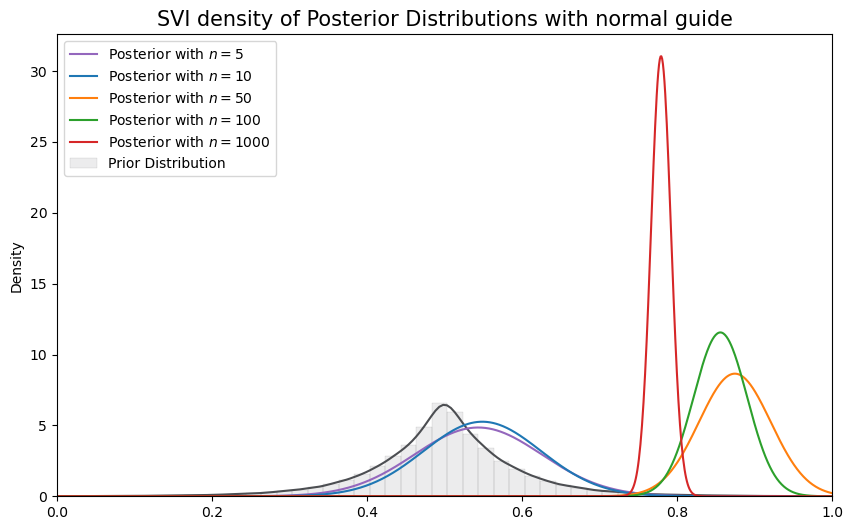 SVI density of Posterior Distributions with normal guide
Posterior with n = 5
Posterior with n = 10
Posterior with n = 50
Posterior with n = 100
Posterior with n = 1000
Prior Distribution
Density
30
25
20
15
10
5
0
0.0 0.2 0.4 0.6 0.8 1.0